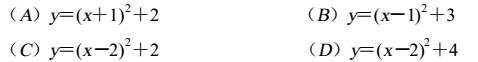 （A）y=(x+1)²+2 （B）y=(x－1)²+3
（C）y=(x－2)²+2 （D）y=(x－2)²+4